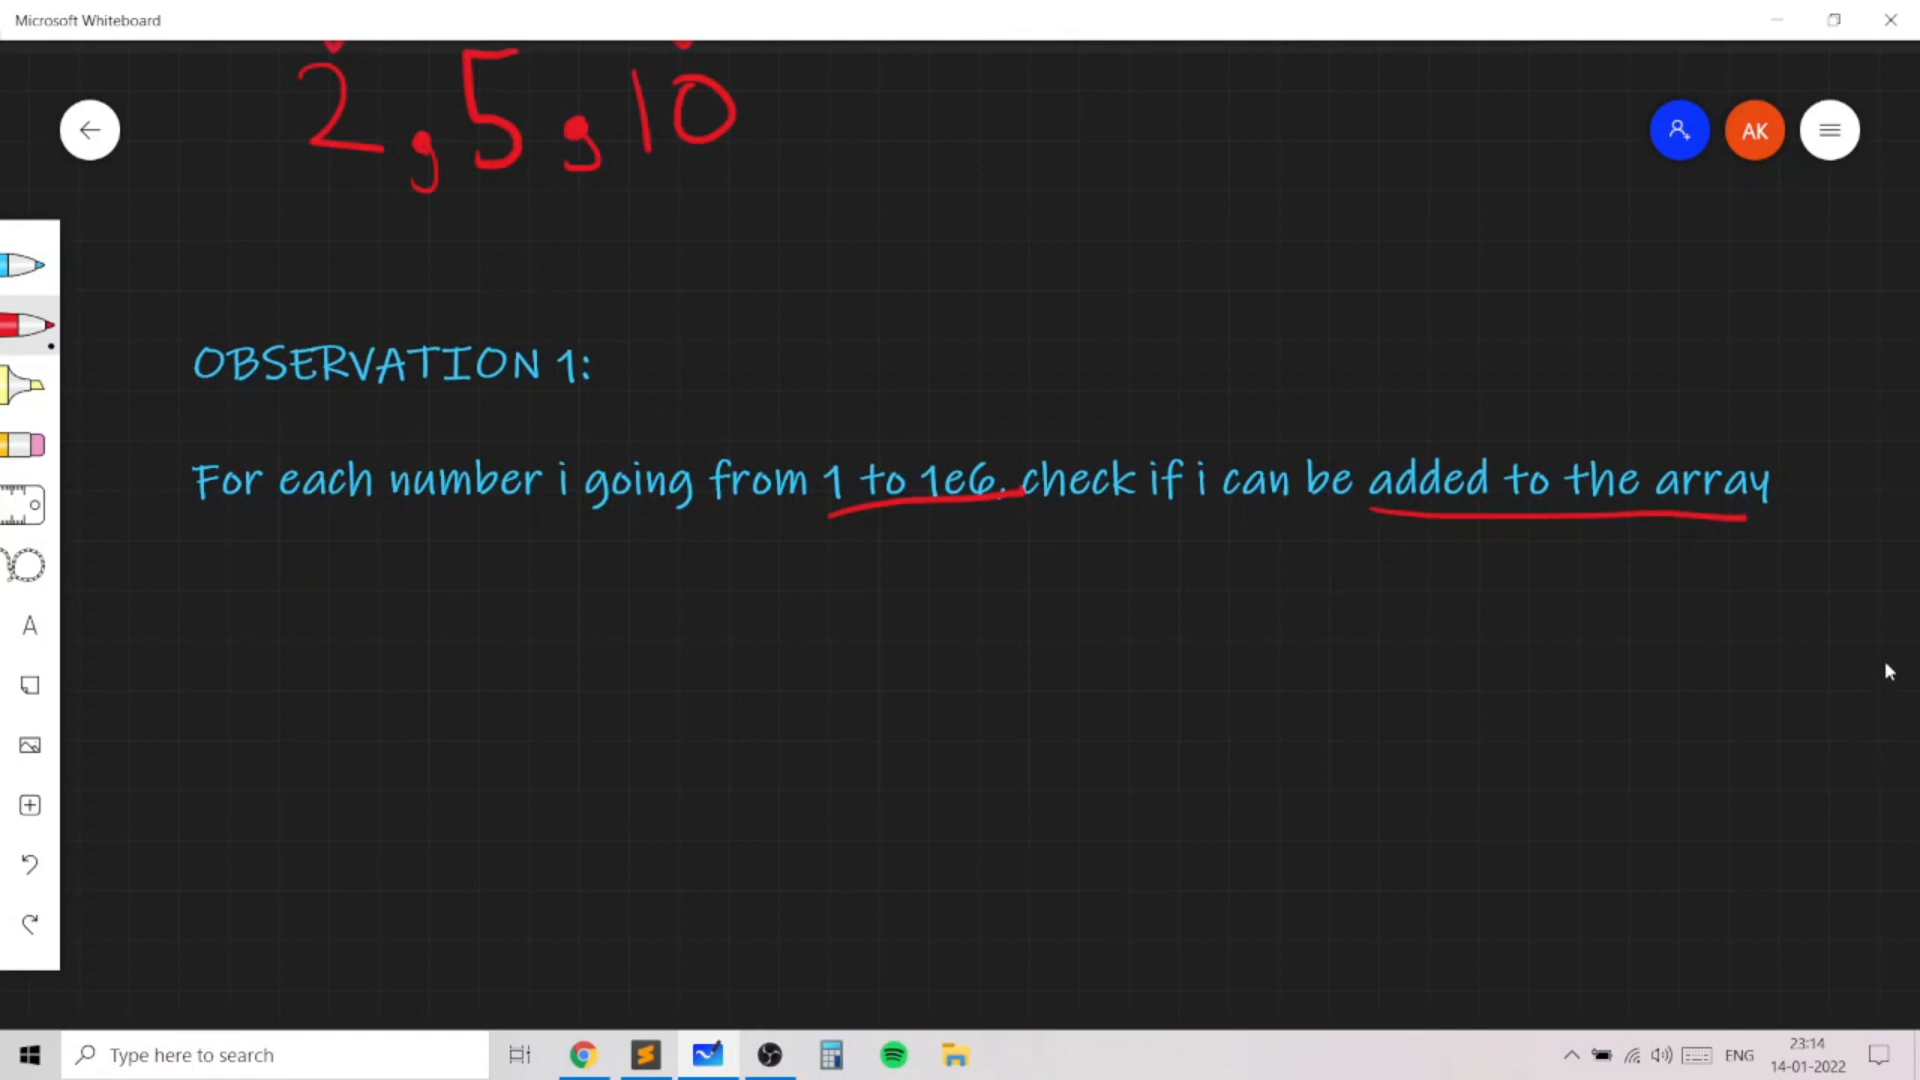 Microsoft Whiteboard
2, 5, 10
AK
OBSERVATION 1:
For each number i going from 1 to 1e6, check if i can be added to the array
A
Type here to search
ENG
23:14
14-01-2022